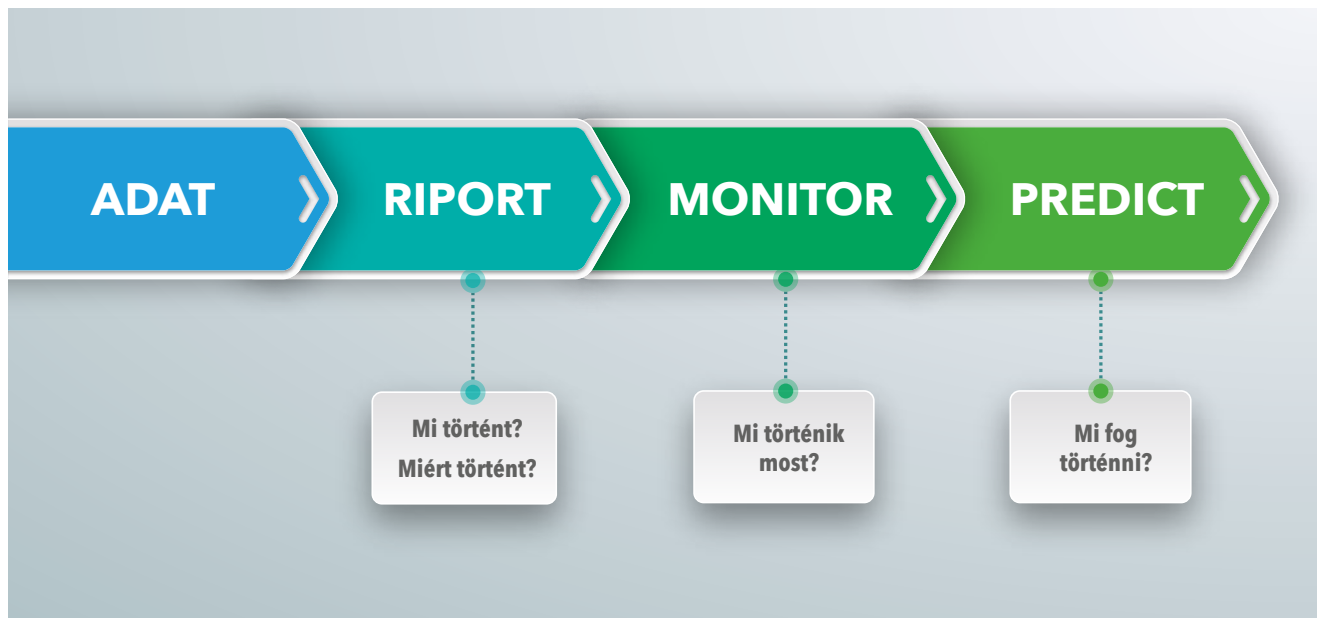 ADAT
RIPORT
MONITOR
PREDICT
Mi történt?
Miért történt?
Mi történik
most?
Mi fog
történni?